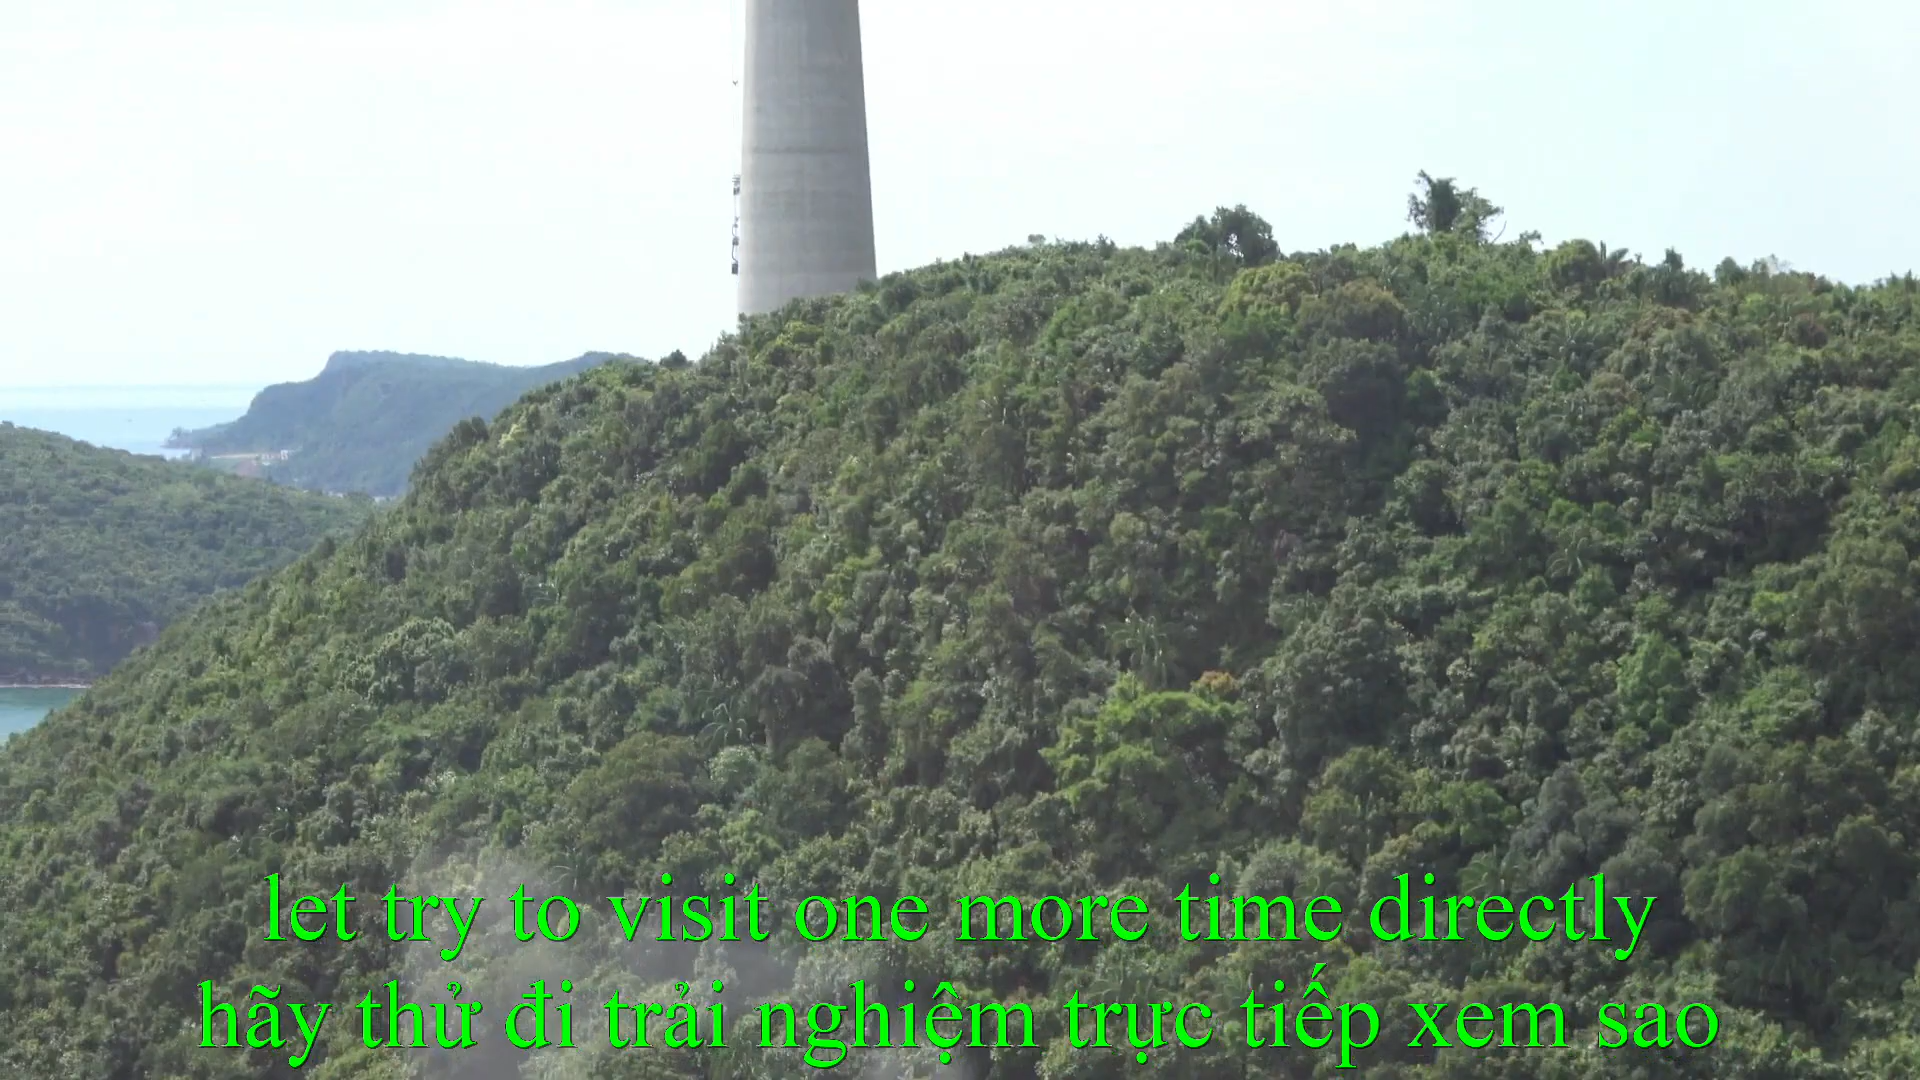 let try to visit one more time directly
hãy thử đi trải nghiệm trực tiếp xem sao